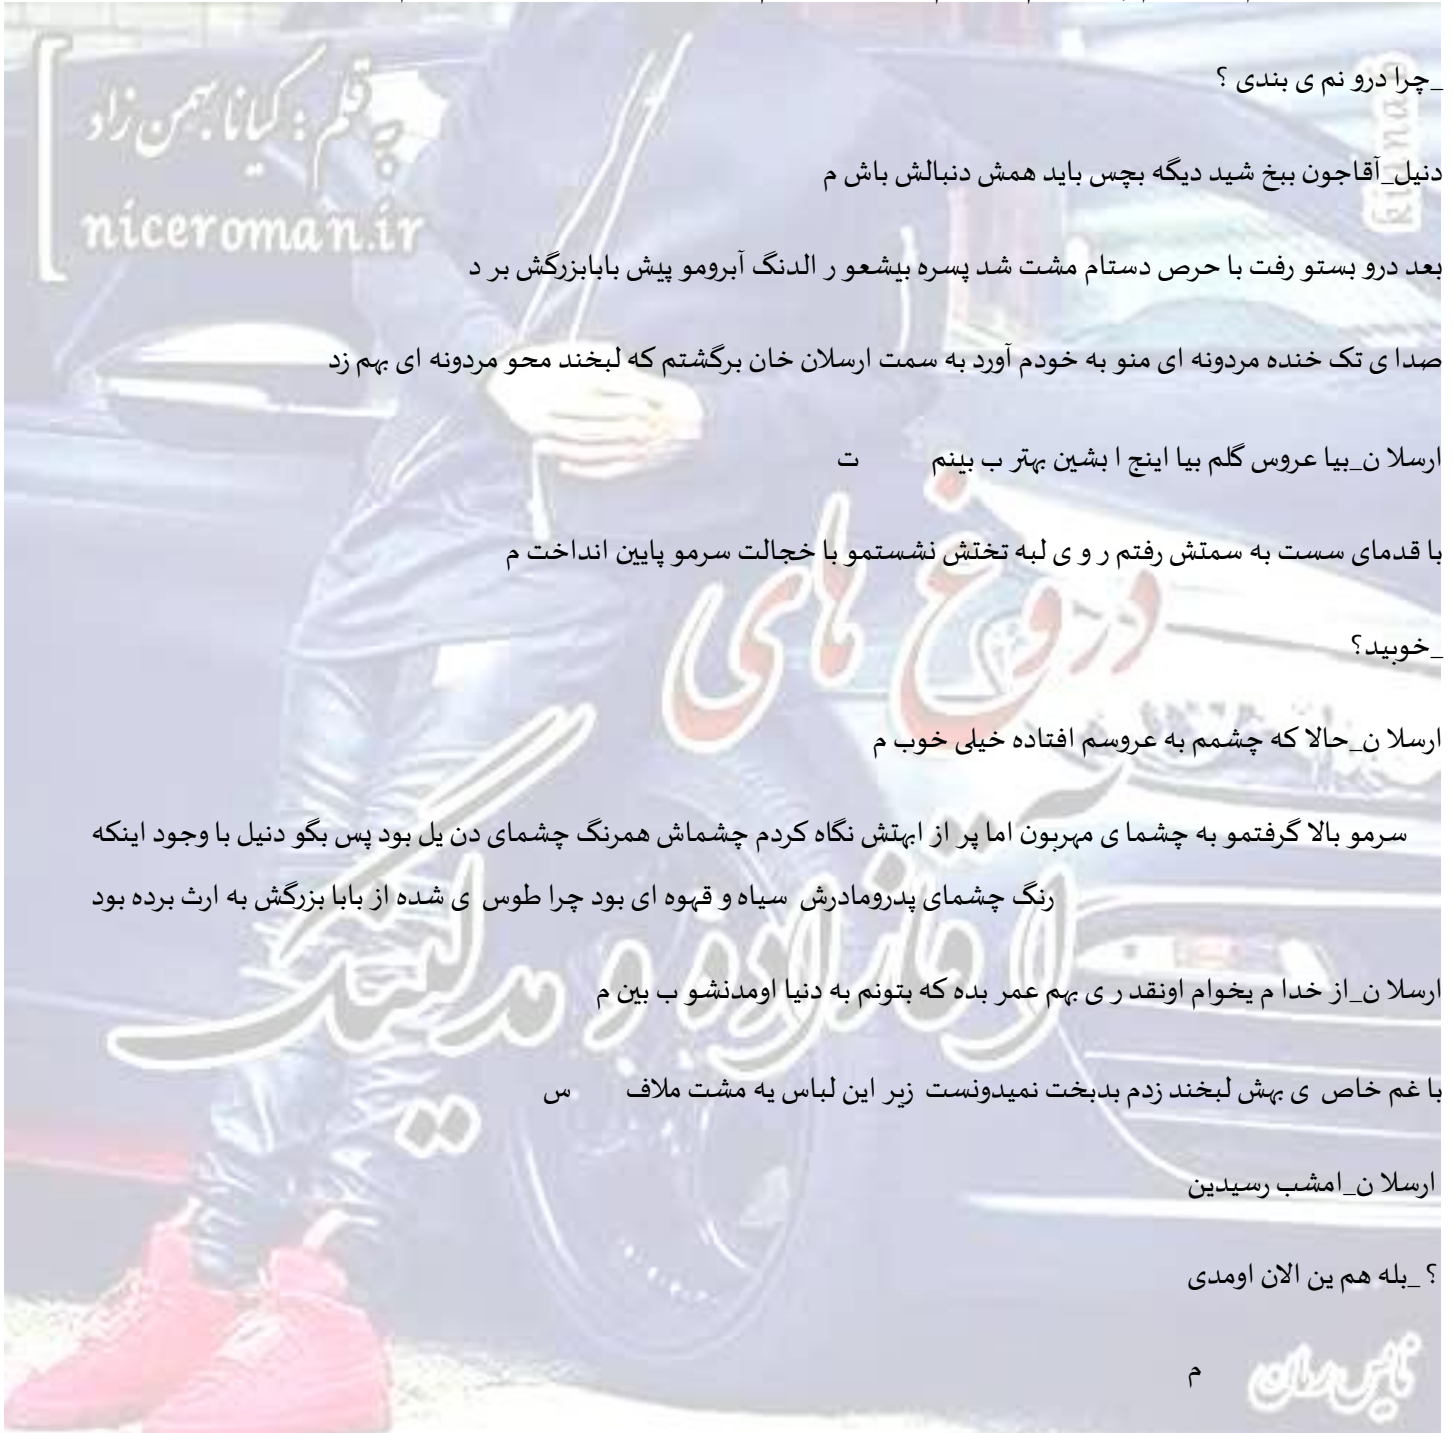 به قلم : کیانا بهمن زاد
niceroman.ir
kiana
_چرا درو نم ی بندی ؟
دنیل_آقاجون ببخ شید دیگه بچس باید همش دنبالش باش م
بعد درو بستو رفت با حرص دستام مشت شد پسره بیشعو ر الدنگ آبرومو پیش بابابزرگش بر د
صدا ی تک خنده مردونه ای منو به خودم آورد به سمت ارسلان خان برگشتم که لبخند محو مردونه ای بهم زد
ارسلا ن_بیا عروس گلم بیا اینج ا بشین بهتر ب بینم ت
با قدمای سست به سمتش رفتم ر و ی لبه تختش نشستمو با خجالت سرمو پایین انداخت م
دروغ های
_خوبید؟
ارسلا ن_حالا که چشمم به عروسم افتاده خیلی خوب م
سرمو بالا گرفتمو به چشما ی مهربون اما پر از ابهتش نگاه کردم چشماش همرنگ چشمای دن یل بود پس بگو دنیل با وجود اینکه
رنگ چشمای پدرومادرش سیاه و قهوه ای بود چرا طوس ی شده از بابا بزرگش به ارث برده بود
آقازاده و مدلینگ
ارسلا ن_از خدا م یخوام اونقد ر ی بهم عمر بده که بتونم به دنیا اومدنشو ب بین م
با غم خاص ی بهش لبخند زدم بدبخت نمیدونست زیر این لباس یه مشت ملاف س
ارسلا ن_امشب رسیدین
؟ _بله هم ین الان اومدی
م
نایس رمان